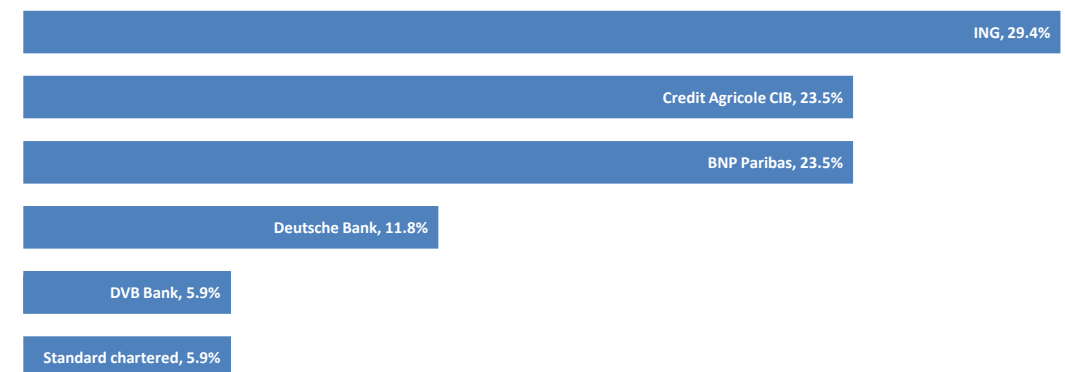 ING, 29.4%
Credit Agricole CIB, 23.5%
BNP Paribas, 23.5%
Deutsche Bank, 11.8%
DVB Bank, 5.9%
Standard chartered, 5.9%